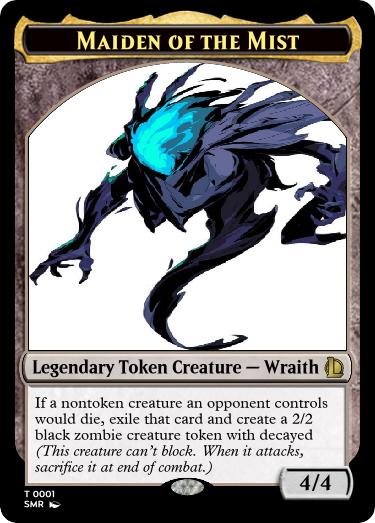 Maiden of the Mist
Legendary Token Creature — Wraith
If a nontoken creature an opponent controls
would die, exile that card and create a 2/2
black zombie creature token with decayed
(This creature can't block. When it attacks,
sacrifice it at end of combat.)
4/4
T 0001
SMR